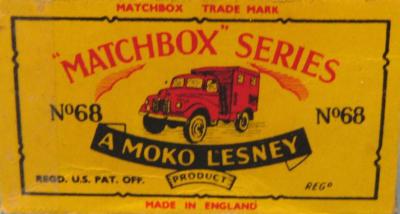 MATCHBOX TRADE MARK
"MATCHBOX" SERIES
No68 No68
A MOKO LESNEY
PRODUCT
REGD. U.S. PAT. OFF. REGD
MADE IN ENGLAND